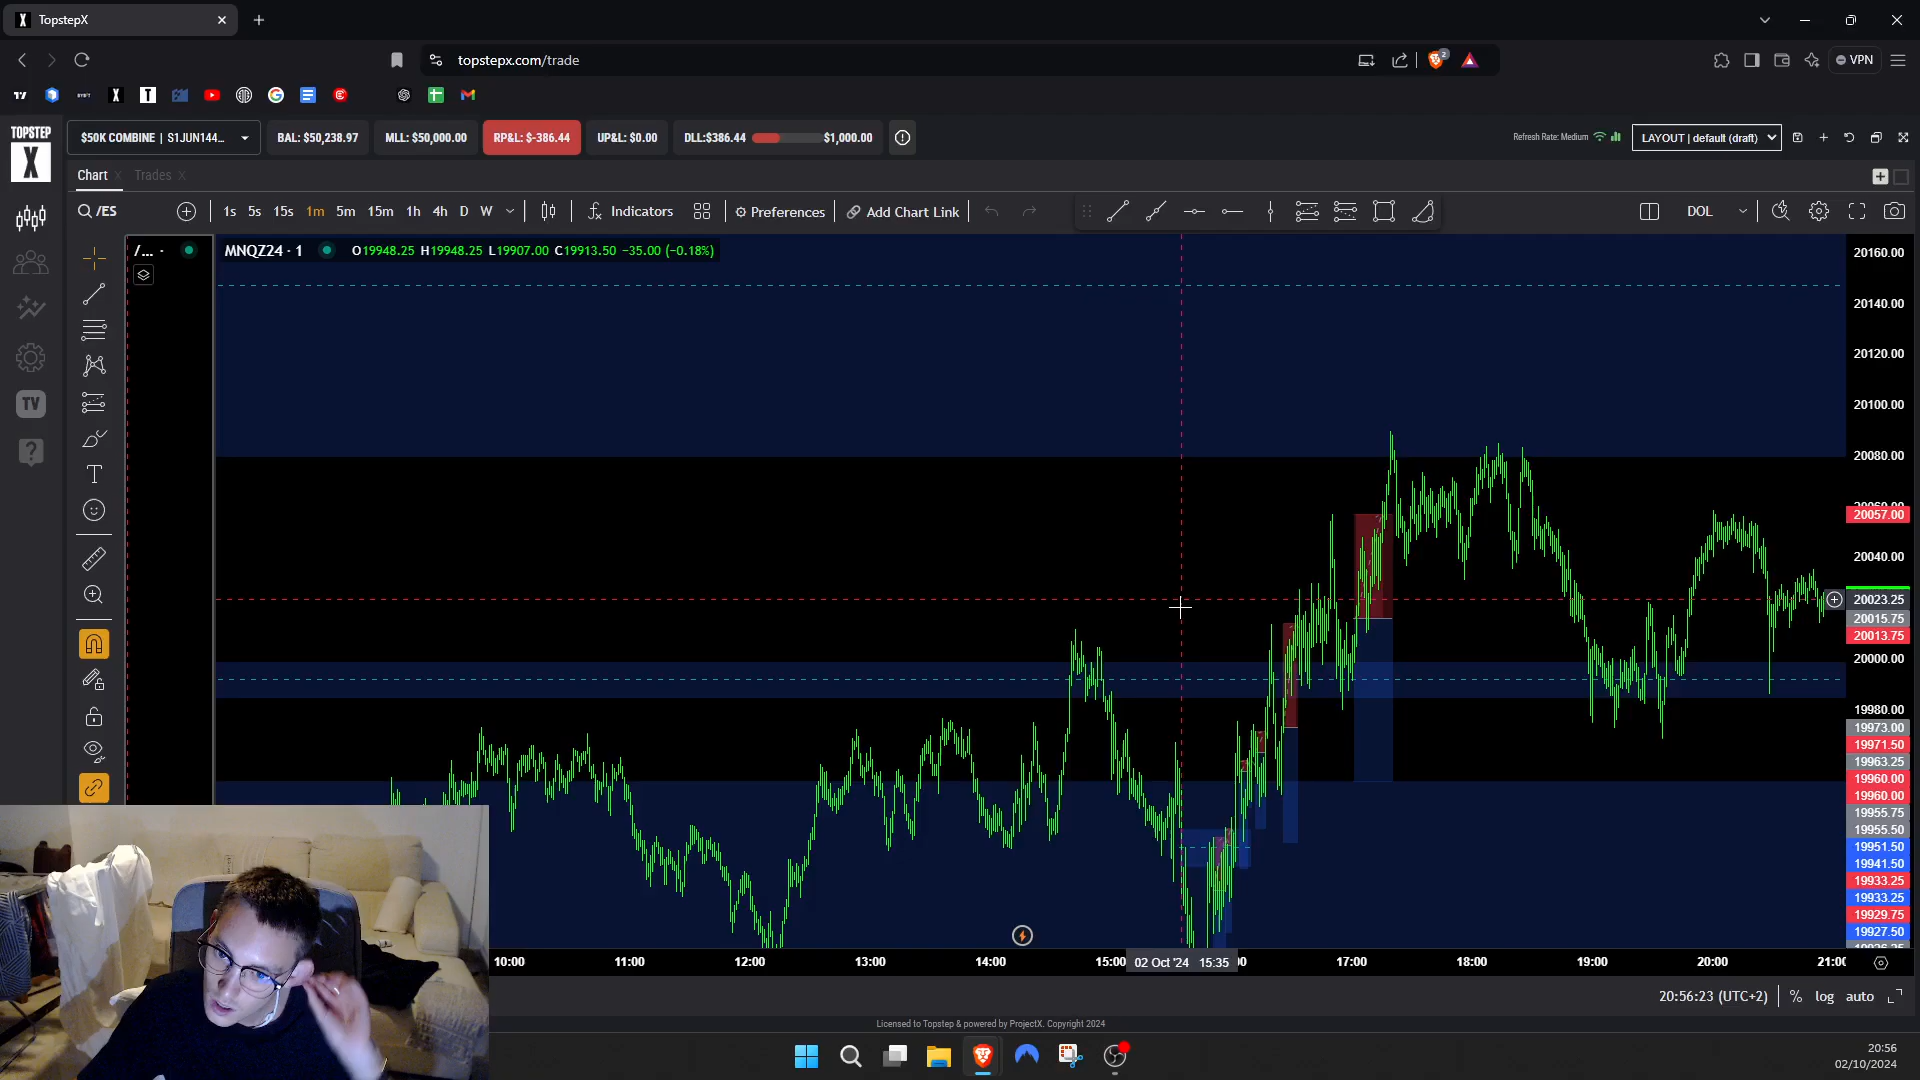 TopstepX
topstepx.com/trade
2
VPN
TOPSTEP
X
$50K COMBINE | S1JUN144...
BAL: $50,238.97
MLL: $50,000.00
RP&L: $-386.44
UP&L: $0.00
DLL:$386.44
$1,000.00
Refresh Rate: Medium
LAYOUT | default (draft)
Chart
Trades
/ES
1s 5s 15s 1m 5m 15m 1h 4h D W
Indicators
Preferences
Add Chart Link
DOL
/... ·
MNQZ24 · 1
O19948.25 H19948.25 L19907.00 C19913.50 −35.00 (−0.18%)
20160.00
20140.00
20120.00
20100.00
20080.00
20057.00
20040.00
20023.25
20015.75
20013.75
20000.00
19980.00
19973.00
19971.50
19963.25
19960.00
19960.00
19955.75
19955.50
19951.50
19941.50
19933.25
19933.25
19929.75
19927.50
TV
10:00 11:00 12:00 13:00 14:00 15:00 02 Oct '24 15:35 17:00 18:00 19:00 20:00 21:00
20:56:23 (UTC+2)
% log auto
Licensed to Topstep & powered by ProjectX. Copyright 2024
20:56
02/10/2024